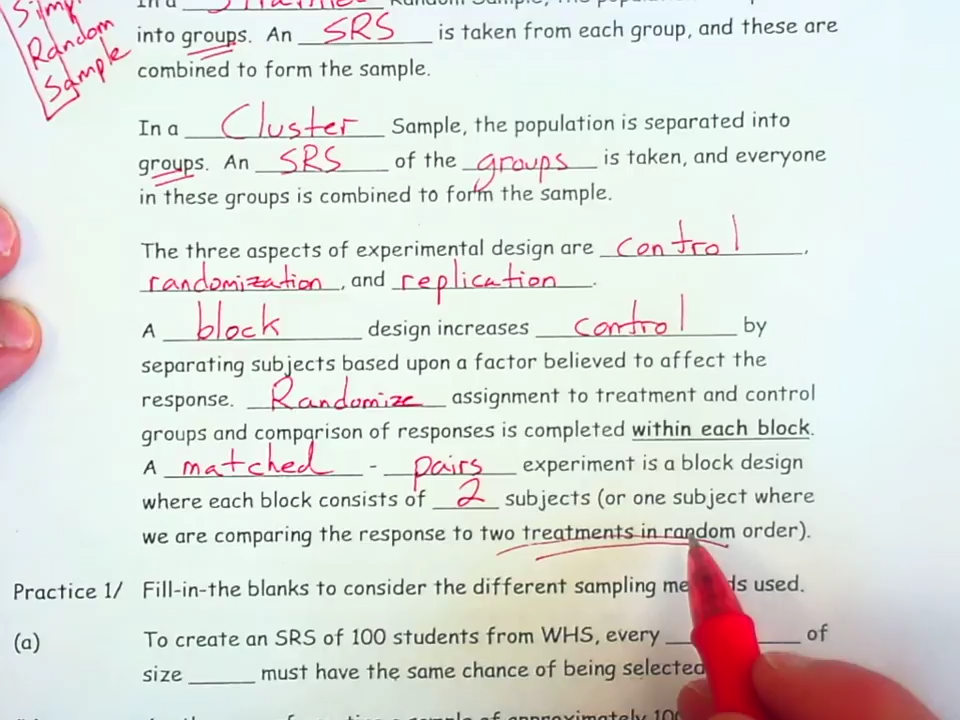 Simp
Random
Sample
In a Random Sample,
into groups. An SRS is taken from each group, and these are
combined to form the sample.
In a Cluster Sample, the population is separated into
groups. An SRS of the groups is taken, and everyone
in these groups is combined to form the sample.
The three aspects of experimental design are control,
randomization, and replication.
A block design increases control by
separating subjects based upon a factor believed to affect the
response. Randomize assignment to treatment and control
groups and comparison of responses is completed within each block.
A matched - pairs experiment is a block design
where each block consists of 2 subjects (or one subject where
we are comparing the response to two treatments in random order).
Practice 1/ Fill-in-the blanks to consider the different sampling me ds used.
(a) To create an SRS of 100 students from WHS, every ______ of
size ______ must have the same chance of being selected